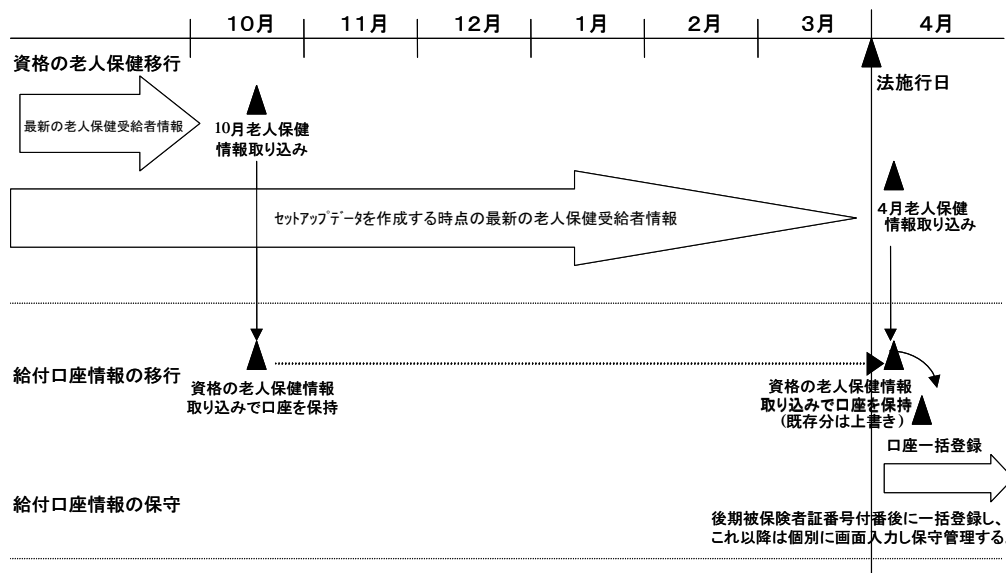 10月
11月
12月
1月
2月
3月
4月
資格の老人保健移行
法施行日
最新の老人保健受給者情報
10月老人保健
情報取り込み
セットアップデータを作成する時点の最新の老人保健受給者情報
4月老人保健
情報取り込み
給付口座情報の移行
資格の老人保健情報
取り込みで口座を保持
資格の老人保健情報
取り込みで口座を保持
(既存分は上書き)
口座一括登録
給付口座情報の保守
後期被保険者証番号付番後に一括登録し、
これ以降は個別に画面入力し保守管理する。